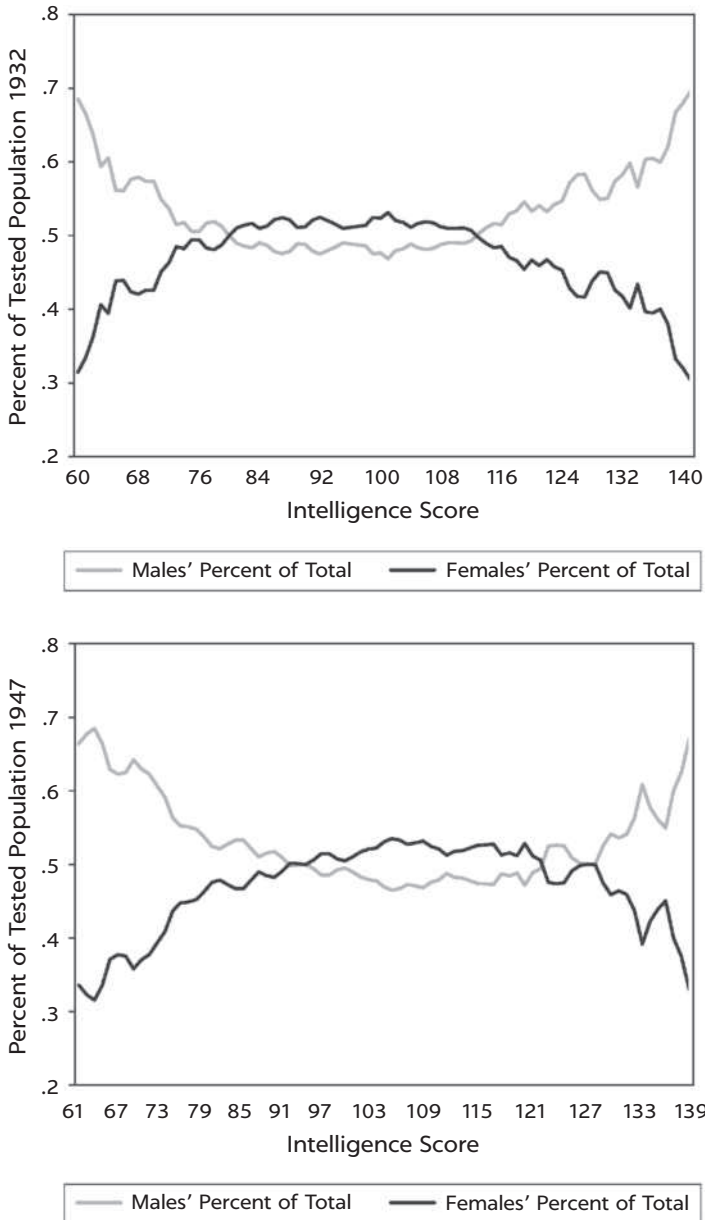 Percent of Tested Population 1932
.8
.7
.6
.5
.4
.3
.2
60 68 76 84 92 100 108 116 124 132 140
Intelligence Score
Males' Percent of Total Females' Percent of Total
Percent of Tested Population 1947
.8
.7
.6
.5
.4
.3
.2
61 67 73 79 85 91 97 103 109 115 121 127 133 139
Intelligence Score
Males' Percent of Total Females' Percent of Total